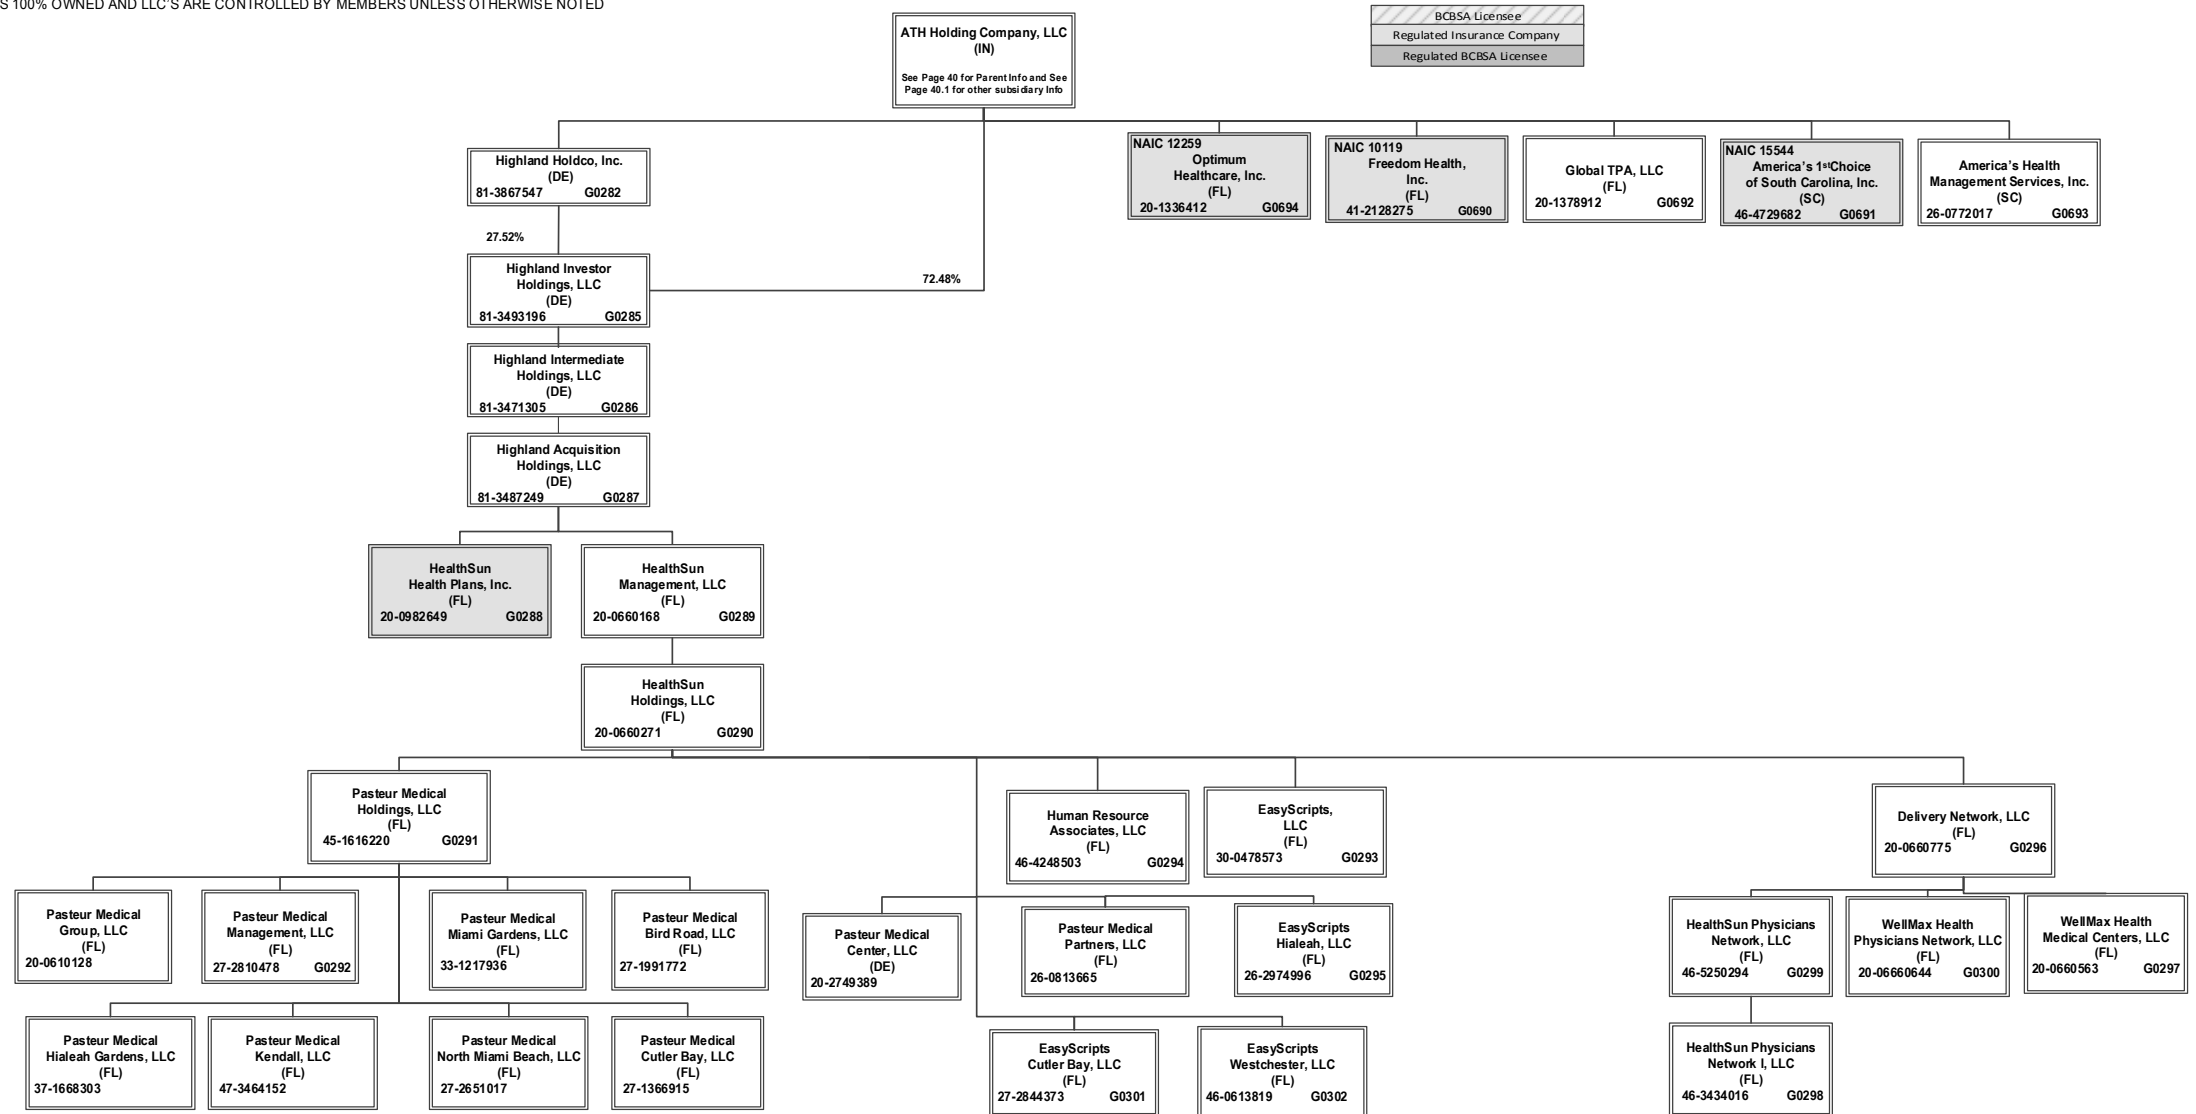 S 100% OWNED AND LLC'S ARE CONTROLLED BY MEMBERS UNLESS OTHERWISE NOTED
BCBSA Licensee
Regulated Insurance Company
Regulated BCBSA Licensee
ATH Holding Company, LLC
(IN)
See Page 40 for Parent Info and See
Page 40.1 for other subsidiary Info
Highland Holdco, Inc.
(DE)
81-3867547 G0282
NAIC 12259
Optimum
Healthcare, Inc.
(FL)
20-1336412 G0694
NAIC 10119
Freedom Health,
Inc.
(FL)
41-2128275 G0690
Global TPA, LLC
(FL)
20-1378912 G0692
NAIC 15544
America's 1stChoice
of South Carolina, Inc.
(SC)
46-4729682 G0691
America's Health
Management Services, Inc.
(SC)
26-0772017 G0693
27.52%
72.48%
Highland Investor
Holdings, LLC
(DE)
81-3493196 G0285
Highland Intermediate
Holdings, LLC
(DE)
81-3471305 G0286
Highland Acquisition
Holdings, LLC
(DE)
81-3487249 G0287
HealthSun
Health Plans, Inc.
(FL)
20-0982649 G0288
HealthSun
Management, LLC
(FL)
20-0660168 G0289
HealthSun
Holdings, LLC
(FL)
20-0660271 G0290
Pasteur Medical
Holdings, LLC
(FL)
45-1616220 G0291
Human Resource
Associates, LLC
(FL)
46-4248503 G0294
EasyScripts,
LLC
(FL)
30-0478573 G0293
Delivery Network, LLC
(FL)
20-0660775 G0296
Pasteur Medical
Group, LLC
(FL)
20-0610128
Pasteur Medical
Management, LLC
(FL)
27-2810478 G0292
Pasteur Medical
Miami Gardens, LLC
(FL)
33-1217936
Pasteur Medical
Bird Road, LLC
(FL)
27-1991772
Pasteur Medical
Center, LLC
(DE)
20-2749389
Pasteur Medical
Partners, LLC
(FL)
26-0813665
EasyScripts
Hialeah, LLC
(FL)
26-2974996 G0295
HealthSun Physicians
Network, LLC
(FL)
46-5250294 G0299
WellMax Health
Physicians Network, LLC
(FL)
20-06660644 G0300
WellMax Health
Medical Centers, LLC
(FL)
20-0660563 G0297
Pasteur Medical
Hialeah Gardens, LLC
(FL)
37-1668303
Pasteur Medical
Kendall, LLC
(FL)
47-3464152
Pasteur Medical
North Miami Beach, LLC
(FL)
27-2651017
Pasteur Medical
Cutler Bay, LLC
(FL)
27-1366915
EasyScripts
Cutler Bay, LLC
(FL)
27-2844373 G0301
EasyScripts
Westchester, LLC
(FL)
46-0613819 G0302
HealthSun Physicians
Network I, LLC
(FL)
46-3434016 G0298